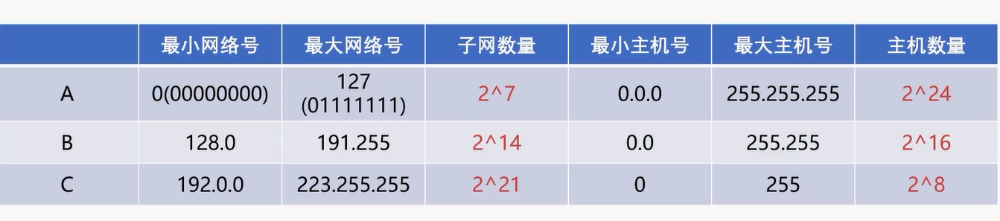 最小网络号 最大网络号 子网数量 最小主机号 最大主机号 主机数量
A 0(00000000) 127 (01111111) 2^7 0.0.0 255.255.255 2^24
B 128.0 191.255 2^14 0.0 255.255 2^16
C 192.0.0 223.255.255 2^21 0 255 2^8